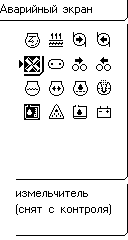 Аварийный экран
измельчитель
(снят с контроля)